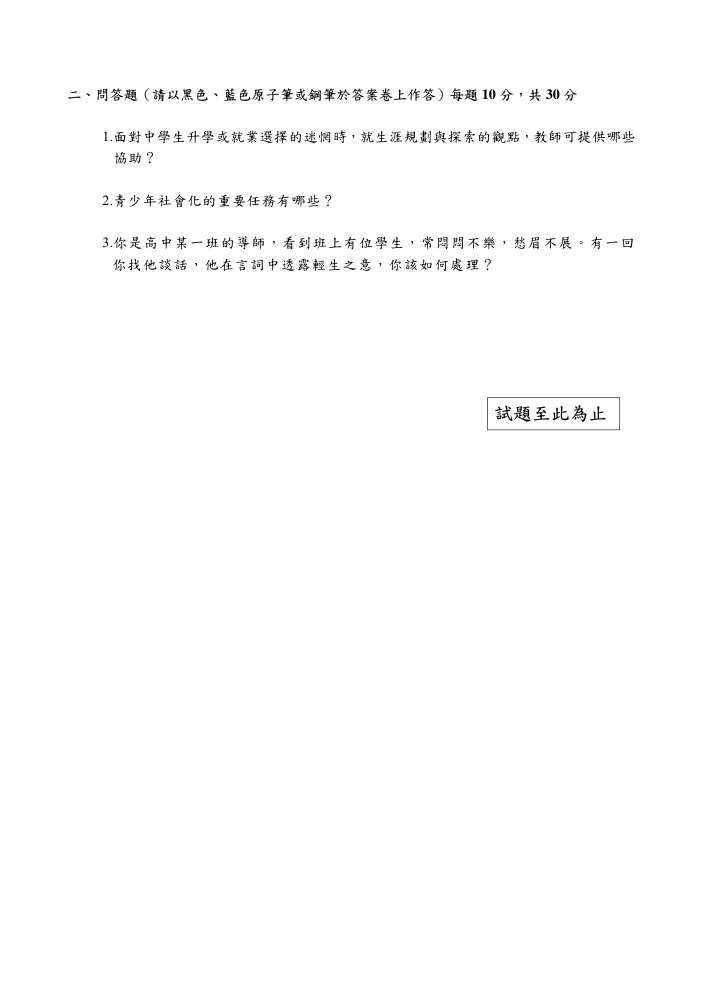 二、問答題（請以黑色、藍色原子筆或鋼筆於答案卷上作答）每題 10 分，共 30 分
1.面對中學生升學或就業選擇的迷惘時，就生涯規劃與探索的觀點，教師可提供哪些
協助？
2.青少年社會化的重要任務有哪些？
3.你是高中某一班的導師，看到班上有位學生，常悶悶不樂，愁眉不展。有一回
你找他談話，他在言詞中透露輕生之意，你該如何處理？
試題至此為止